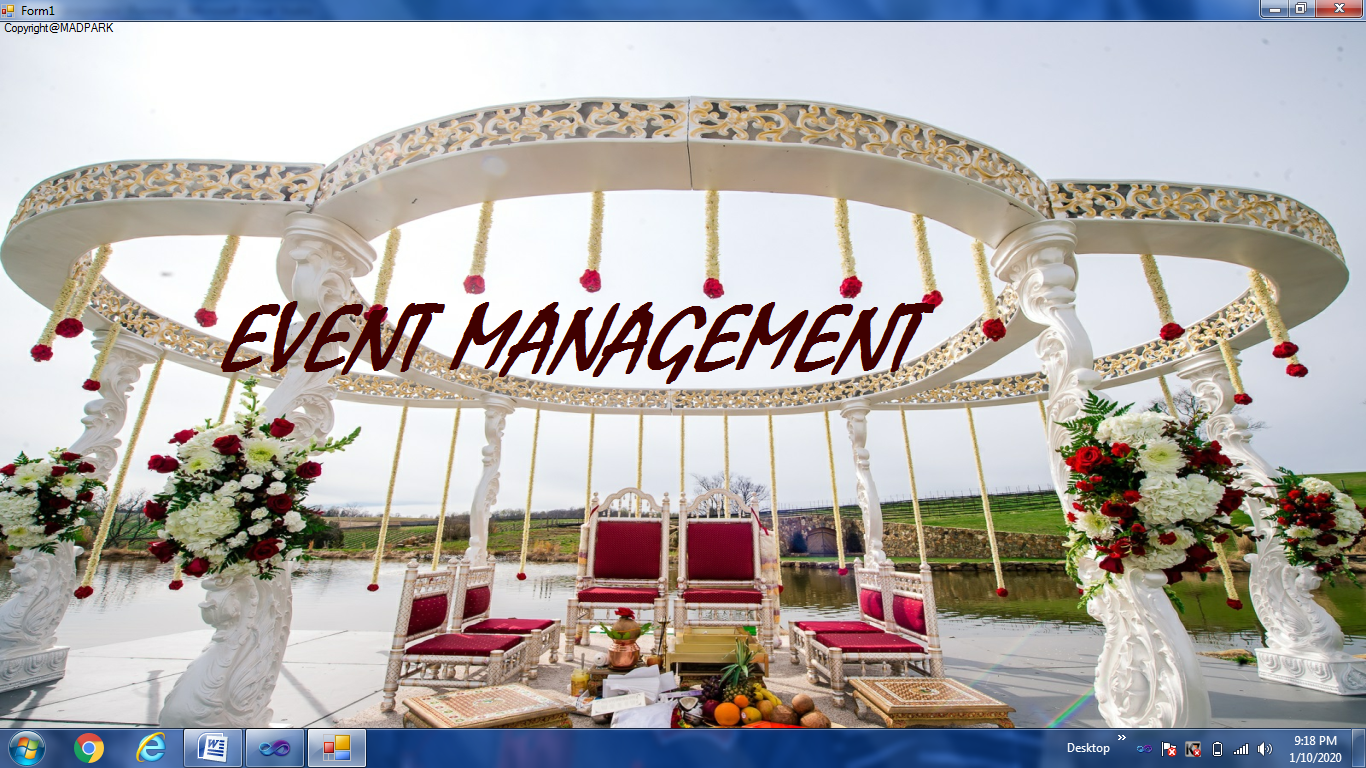 Form1
Copyright@MADPARK
EVENT MANAGEMENT
Desktop
9:18 PM
1/10/2020